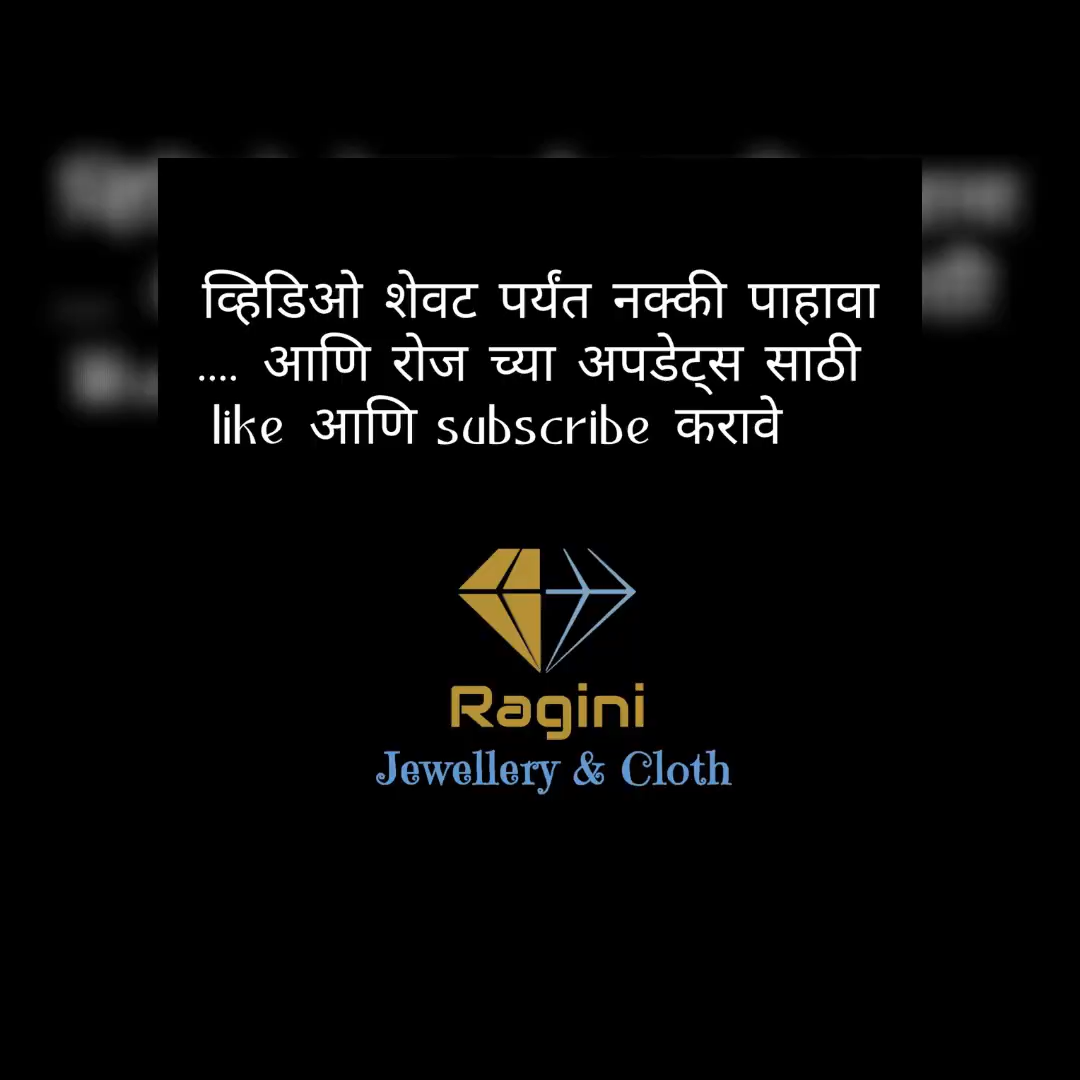 व्हिडिओ शेवट पर्यंत नक्की पाहावा
.... आणि रोज च्या अपडेट्स साठी
like आणि subscribe करावे
Ragini
Jewellery & Cloth